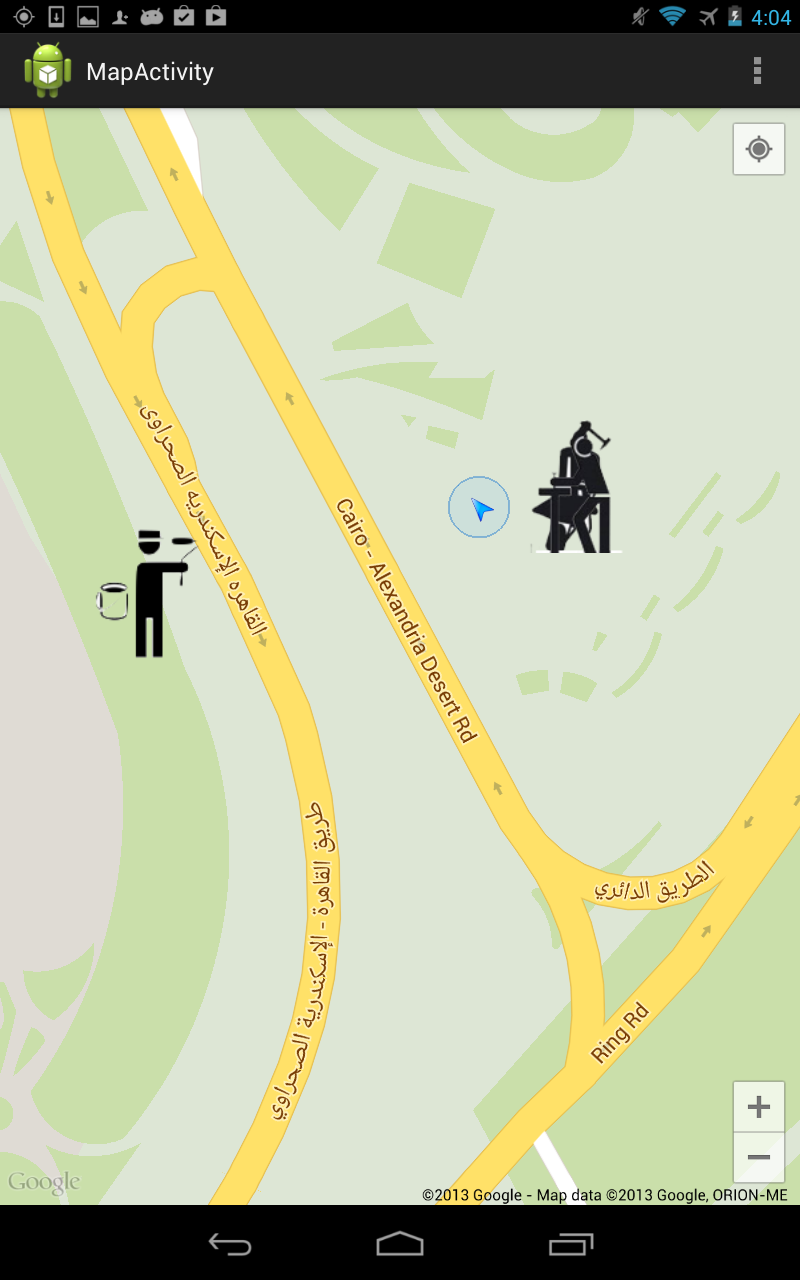 4:04
MapActivity
القاهره الإسكندريه الصحراوى
Cairo - Alexandria Desert Rd
طريق القاهرة - الإسكندرية الصحراوي
الطريق الدائري
Ring Rd
Google
©2013 Google - Map data ©2013 Google, ORION-ME